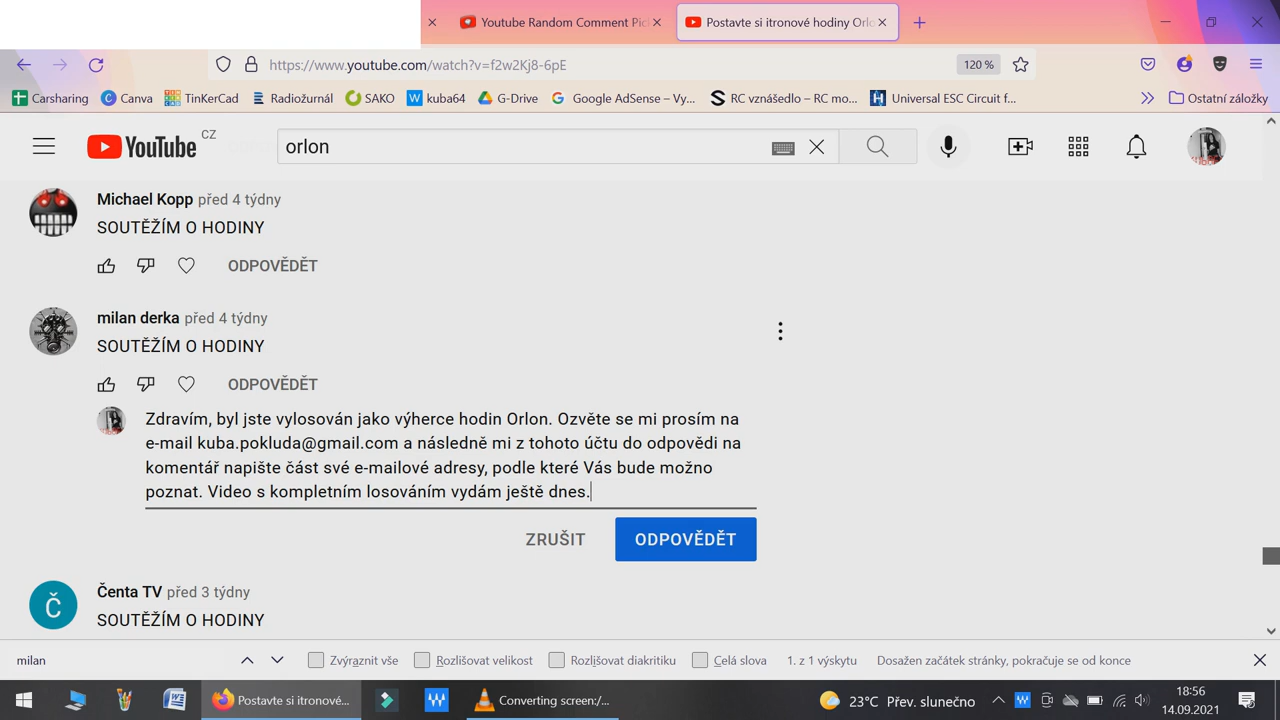 Youtube Random Comment Pic
Postavte si itronové hodiny Orlo
https://www.youtube.com/watch?v=f2w2Kj8-6pE
120 %
Carsharing
Canva
TinKerCad
Radiožurnál
SAKO
kuba64
G-Drive
Google AdSense – Vy...
RC vznášedlo – RC mo...
Universal ESC Circuit f...
Ostatní záložky
YouTube CZ
orlon
Michael Kopp před 4 týdny
SOUTĚŽÍM O HODINY
ODPOVĚDĚT
milan derka před 4 týdny
SOUTĚŽÍM O HODINY
ODPOVĚDĚT
Zdravím, byl jste vylosován jako výherce hodin Orlon. Ozvěte se mi prosím na
e-mail kuba.pokluda@gmail.com a následně mi z tohoto účtu do odpovědi na
komentář napište část své e-mailové adresy, podle které Vás bude možno
poznat. Video s kompletním losováním vydám ještě dnes.
ZRUŠIT
ODPOVĚDĚT
Č
Čenta TV před 3 týdny
SOUTĚŽÍM O HODINY
milan
Zvýraznit vše
Rozlišovat velikost
Rozlišovat diakritiku
Celá slova
1. z 1 výskytu
Dosažen začátek stránky, pokračuje se od konce
Postavte si itronové...
Converting screen:/...
23°C Přev. slunečno
18:56
14.09.2021